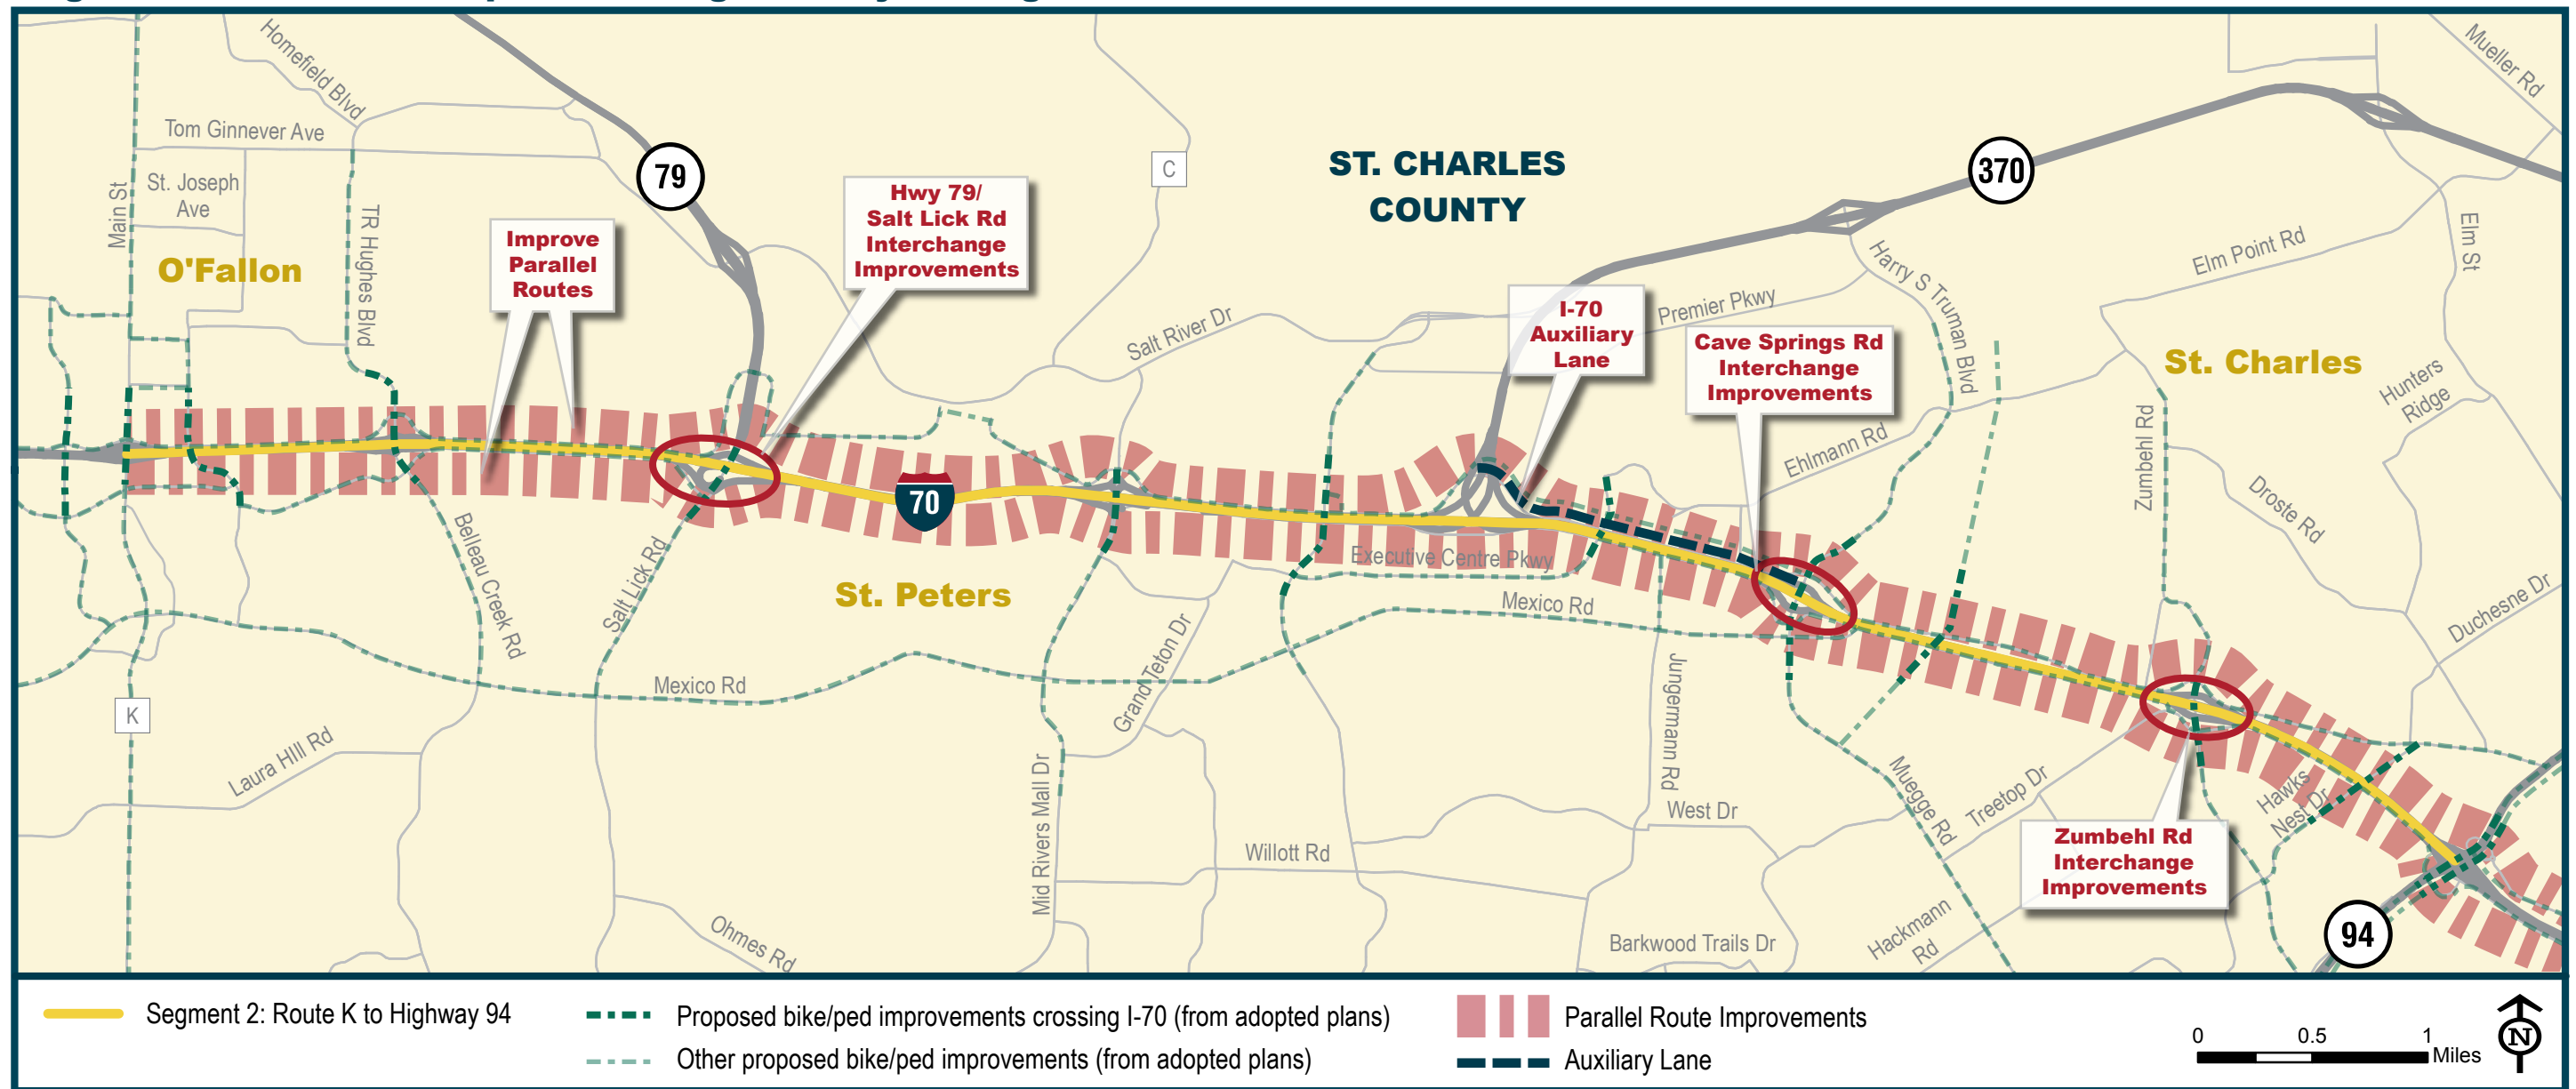 Homefield Blvd
Mueller Rd
Tom Ginnever Ave
79
C
ST. CHARLES
COUNTY
370
St. Joseph
Ave
Main St
TR Hughes Blvd
O'Fallon
Improve
Parallel
Routes
Hwy 79/
Salt Lick Rd
Interchange
Improvements
Salt River Dr
I-70
Auxiliary
Lane
Premier Pkwy
Harry S Truman Blvd
Elm Point Rd
Elm St
Cave Springs Rd
Interchange
Improvements
St. Charles
Hunters
Ridge
Ehlmann Rd
Zumbehl Rd
Droste Rd
70
Belleau Creek Rd
Salt Lick Rd
St. Peters
Executive Centre Pkwy
Mexico Rd
Duchesne Dr
K
Mexico Rd
Grand Teton Dr
Jungermann Rd
Laura HIll Rd
Mid Rivers Mall Dr
Muegge Rd
Treetop Dr
Hawks
Nest Dr
West Dr
Willott Rd
Zumbehl Rd
Interchange
Improvements
Ohmes Rd
Barkwood Trails Dr
Hackmann
Rd
94
Segment 2: Route K to Highway 94
Proposed bike/ped improvements crossing I-70 (from adopted plans)
Other proposed bike/ped improvements (from adopted plans)
Parallel Route Improvements
Auxiliary Lane
0 0.5 1
Miles
N